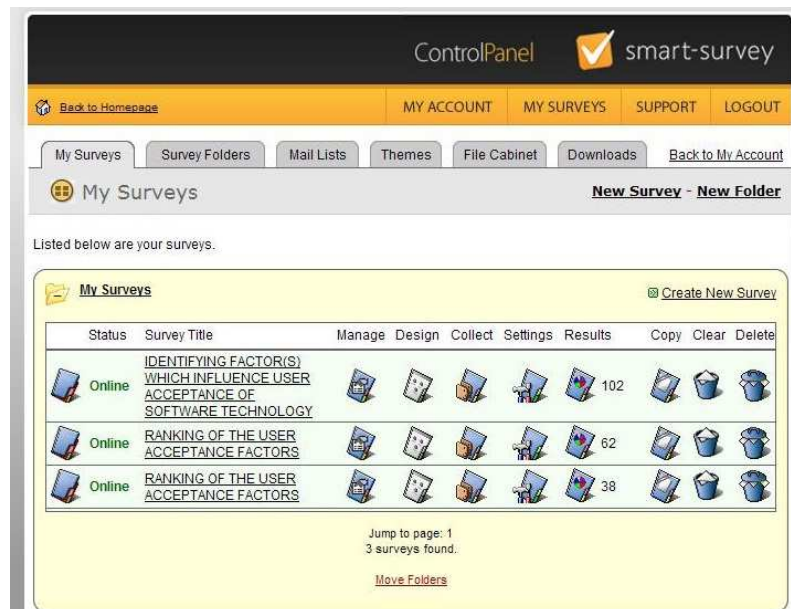 ControlPanel smart-survey
Back to Homepage MY ACCOUNT MY SURVEYS SUPPORT LOGOUT
My Surveys Survey Folders Mail Lists Themes File Cabinet Downloads Back to My Account
My Surveys New Survey - New Folder
Listed below are your surveys.
My Surveys Create New Survey
Status Survey Title Manage Design Collect Settings Results Copy Clear Delete
Online IDENTIFYING FACTOR(S)
WHICH INFLUENCE USER
ACCEPTANCE OF
SOFTWARE TECHNOLOGY 102
Online RANKING OF THE USER
ACCEPTANCE FACTORS 62
Online RANKING OF THE USER
ACCEPTANCE FACTORS 38
Jump to page: 1
3 surveys found.
Move Folders